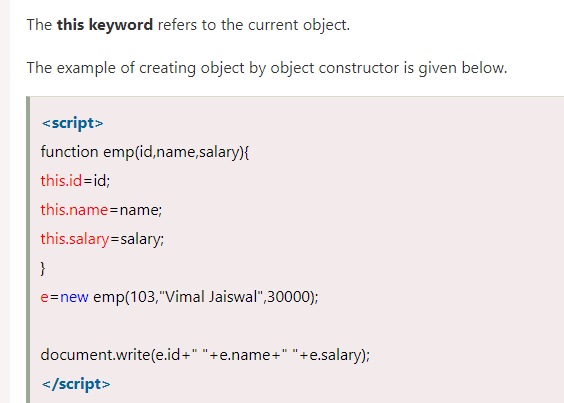 The this keyword refers to the current object.
The example of creating object by object constructor is given below.
<script>
function emp(id,name,salary){
this.id=id;
this.name=name;
this.salary=salary;
}
e=new emp(103,"Vimal Jaiswal",30000);
document.write(e.id+" "+e.name+" "+e.salary);
</script>